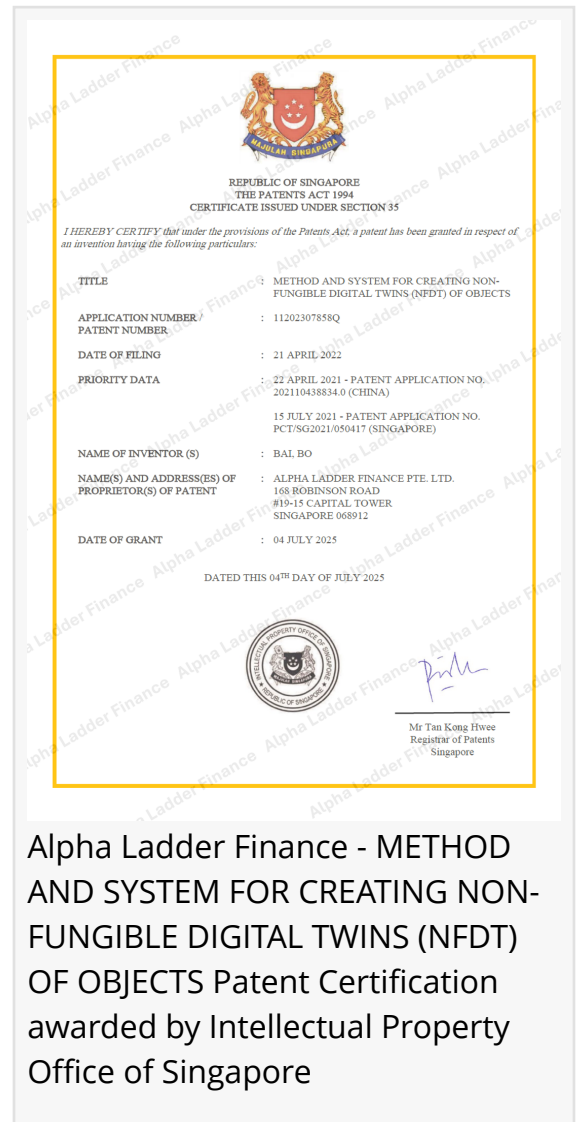 MAJULAH SINGAPURA
REPUBLIC OF SINGAPORE
THE PATENTS ACT 1994
CERTIFICATE ISSUED UNDER SECTION 35
I HEREBY CERTIFY that under the provisions of the Patents Act, a patent has been granted in respect of
an invention having the following particulars:
TITLE : METHOD AND SYSTEM FOR CREATING NON-
FUNGIBLE DIGITAL TWINS (NFDT) OF OBJECTS
APPLICATION NUMBER / : 11202307858Q
PATENT NUMBER
DATE OF FILING : 21 APRIL 2022
PRIORITY DATA : 22 APRIL 2021 - PATENT APPLICATION NO.
202110438834.0 (CHINA)
15 JULY 2021 - PATENT APPLICATION NO.
PCT/SG2021/050417 (SINGAPORE)
NAME OF INVENTOR (S) : BAI, BO
NAME(S) AND ADDRESS(ES) OF : ALPHA LADDER FINANCE PTE. LTD.
PROPRIETOR(S) OF PATENT 168 ROBINSON ROAD
#19-15 CAPITAL TOWER
SINGAPORE 068912
DATE OF GRANT : 04 JULY 2025
DATED THIS 04TH DAY OF JULY 2025
INTELLECTUAL PROPERTY OFFICE OF SINGAPORE
REPUBLIC OF SINGAPORE
Mr Tan Kong Hwee
Registrar of Patents
Singapore
Alpha Ladder Finance
Alpha Ladder Finance - METHOD
AND SYSTEM FOR CREATING NON-
FUNGIBLE DIGITAL TWINS (NFDT)
OF OBJECTS Patent Certification
awarded by Intellectual Property
Office of Singapore